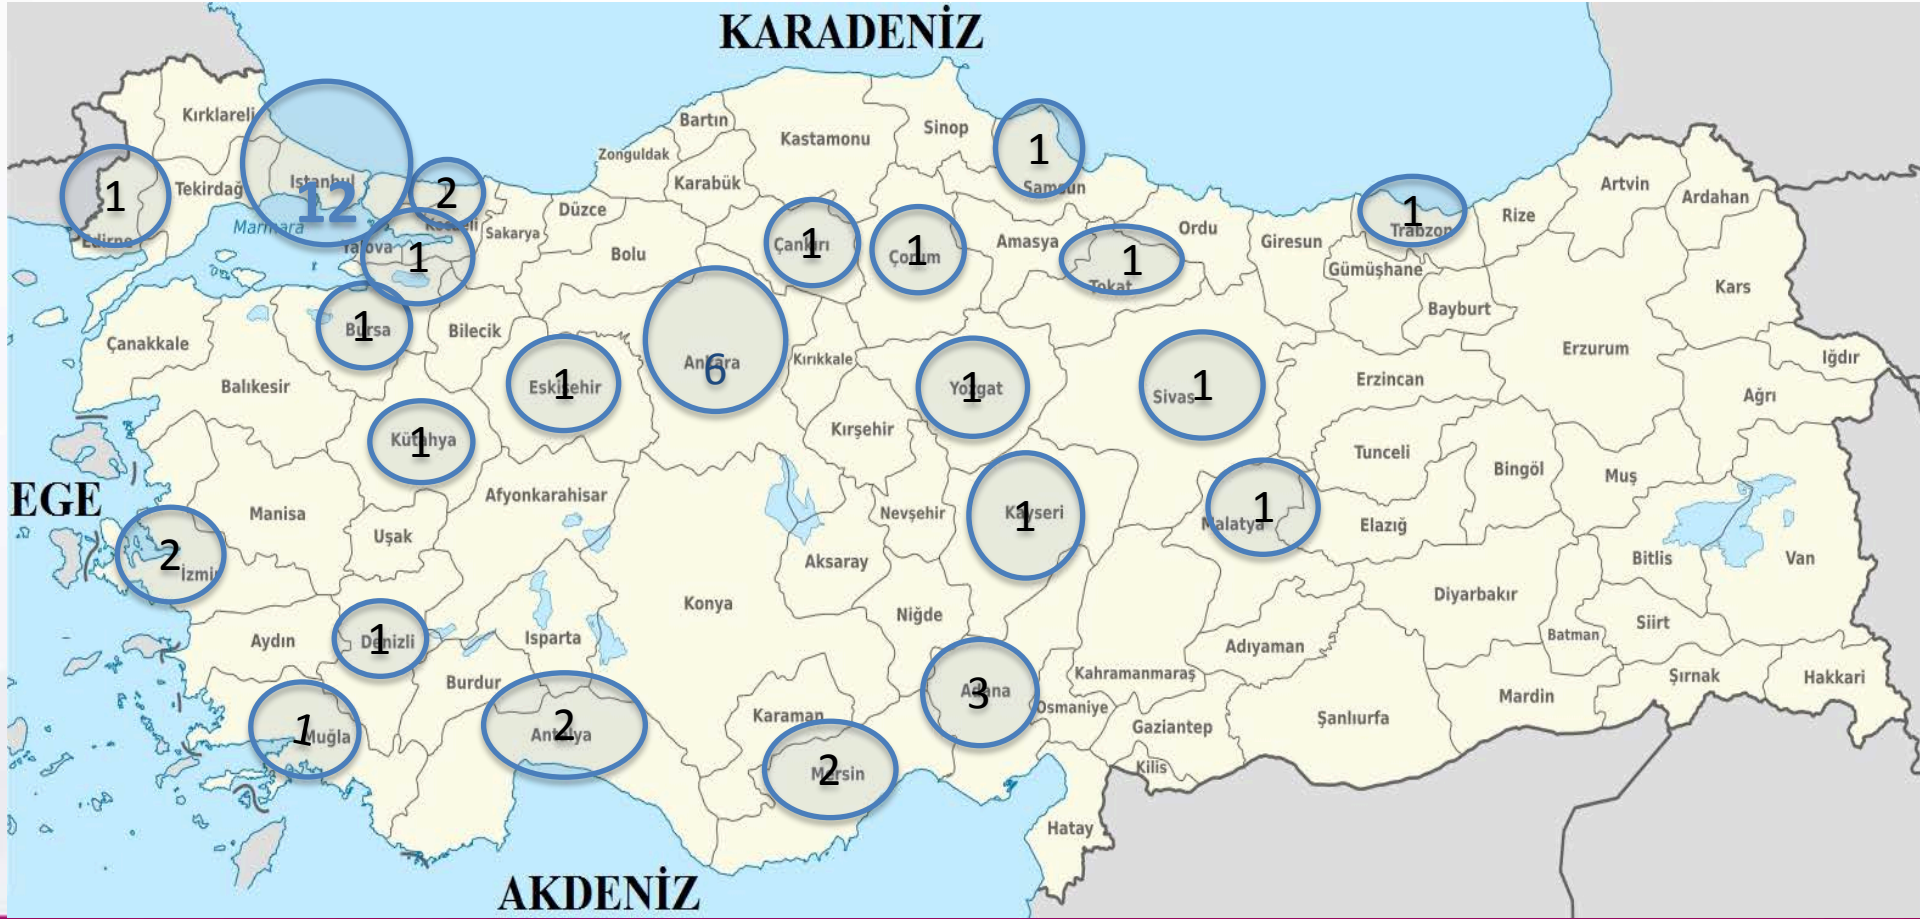 KARADENİZ
Kırklareli
Bartın
Kastamonu
Sinop
1
Samsun
Zonguldak
Karabük
Artvin
Ardahan
1
Edirne
Tekirdağ
Istanbul
12
Marmara
2
Kocaeli
Sakarya
Düzce
Yalova
1
Bolu
Çankırı
1
Çorum
1
Amasya
1
Tokat
Ordu
Giresun
1
Trabzon
Rize
Gümüşhane
Bayburt
Kars
Çanakkale
Bursa
1
Bilecik
Eskişehir
1
Ankara
6
Kırıkkale
Yozgat
1
Sivas
1
Erzincan
Erzurum
Iğdır
Ağrı
Balıkesir
Kütahya
1
Kırşehir
Tunceli
Bingöl
Muş
EGE
Manisa
Uşak
Afyonkarahisar
Nevşehir
Kayseri
1
Malatya
1
Elazığ
2
İzmir
Aksaray
Bitlis
Van
Konya
Niğde
Diyarbakır
Aydın
Denizli
1
Isparta
Adıyaman
Batman
Siirt
Burdur
Adana
3
Kahramanmaraş
Osmaniye
Şırnak
Hakkari
Mardin
1
Muğla
Antalya
2
Karaman
Gaziantep
Şanlıurfa
Mersin
2
Kilis
Hatay
AKDENİZ